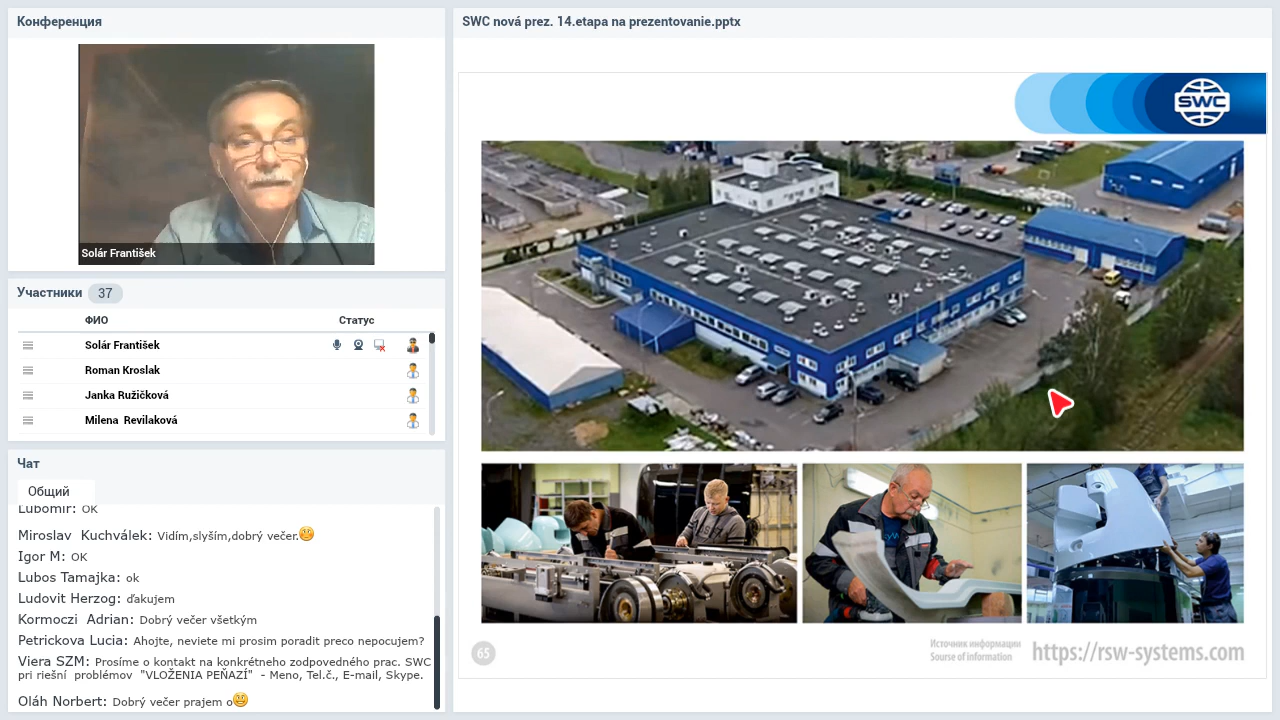 Конференция
Solár František
Участники 37
ФИО Статус
Solár František
Roman Kroslak
Janka Ružičková
Milena Revilaková
Чат
Общий
Lubomir: OK
Miroslav Kuchválek: Vidím,slyším,dobrý večer.
Igor M: OK
Lubos Tamajka: ok
Ludovit Herzog: ďakujem
Kormoczi Adrian: Dobrý večer všetkým
Petrickova Lucia: Ahojte, neviete mi prosim poradit preco nepocujem?
Viera SZM: Prosíme o kontakt na konkrétneho zodpovedného prac. SWC
pri riešní problémov "VLOŽENIA PEŇAZÍ" - Meno, Tel.č., E-mail, Skype.
Oláh Norbert: Dobrý večer prajem o
SWC nová prez. 14.etapa na prezentovanie.pptx
SWC
65
Источник информации
Sourse of information
https://rsw-systems.com